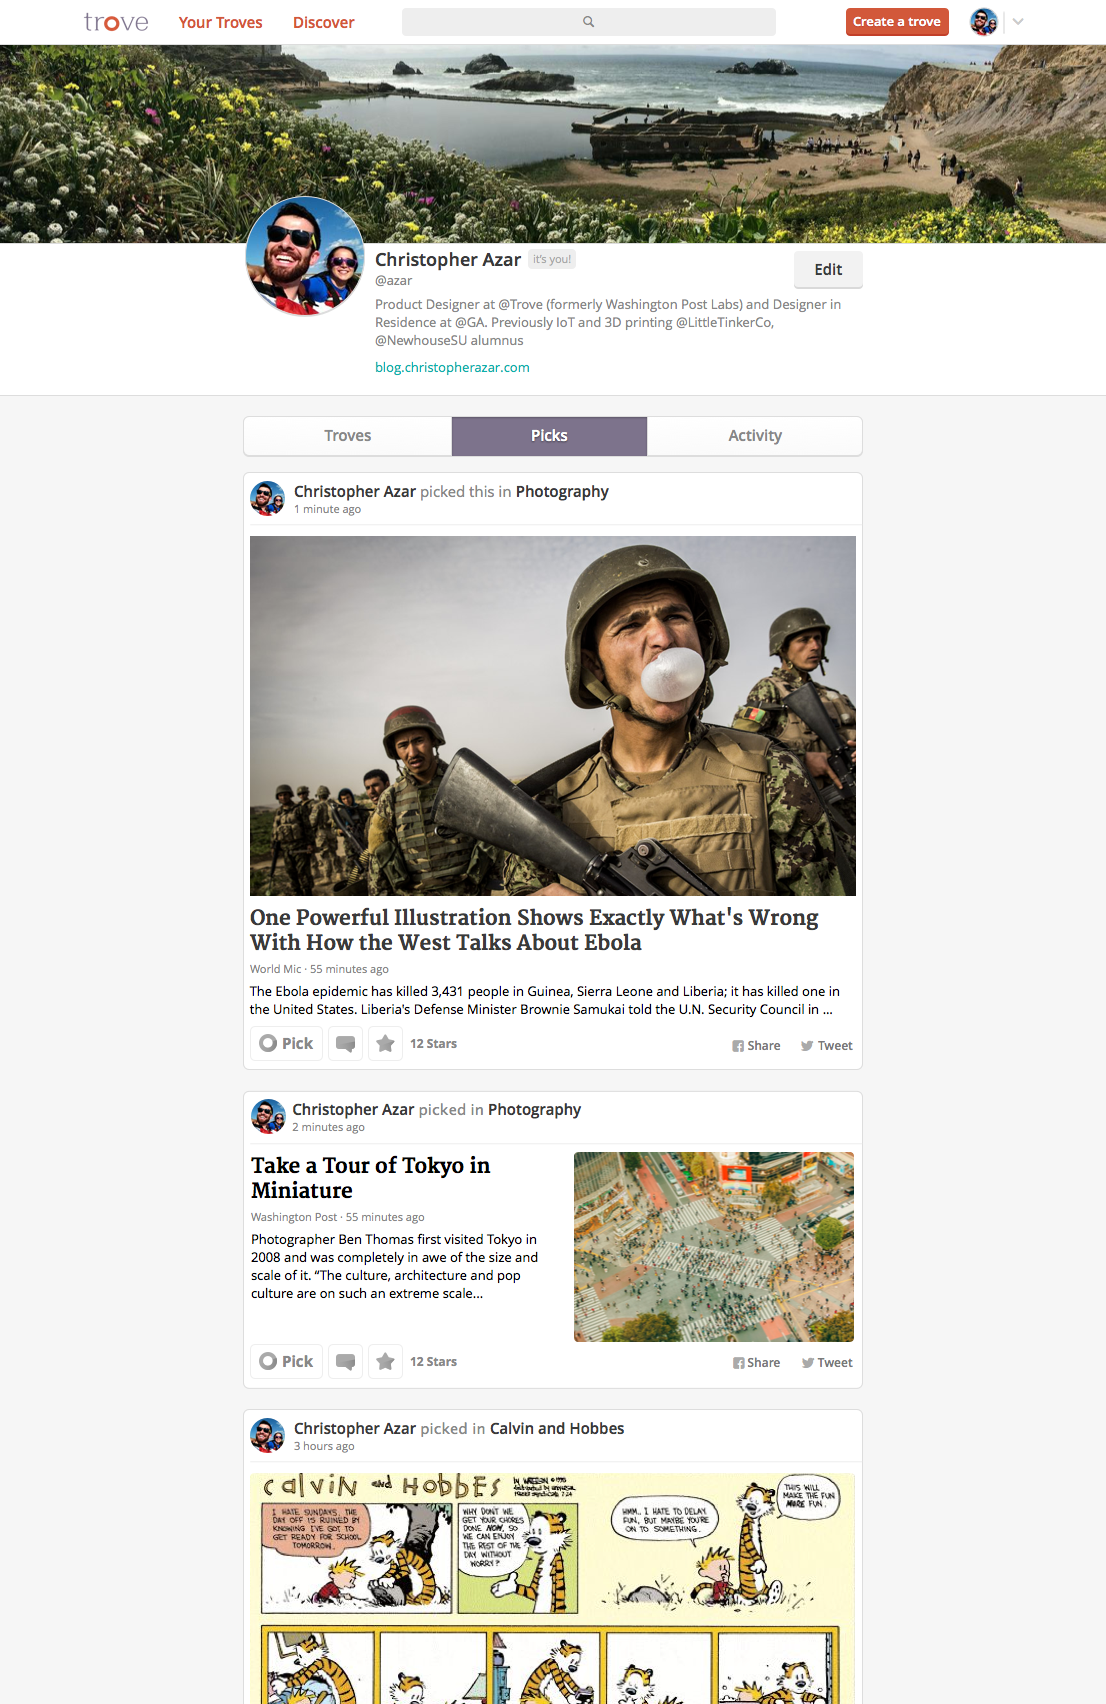 trove Your Troves Discover Create a trove
Christopher Azar it's you! Edit
@azar
Product Designer at @Trove (formerly Washington Post Labs) and Designer in
Residence at @GA. Previously IoT and 3D printing @LittleTinkerCo,
@NewhouseSU alumnus
blog.christopherazar.com
Troves Picks Activity
Christopher Azar picked this in Photography
1 minute ago
One Powerful Illustration Shows Exactly What's Wrong
With How the West Talks About Ebola
World Mic · 55 minutes ago
The Ebola epidemic has killed 3,431 people in Guinea, Sierra Leone and Liberia; it has killed one in
the United States. Liberia's Defense Minister Brownie Samukai told the U.N. Security Council in ...
Pick 12 Stars Share Tweet
Christopher Azar picked in Photography
2 minutes ago
Take a Tour of Tokyo in
Miniature
Washington Post · 55 minutes ago
Photographer Ben Thomas first visited Tokyo in
2008 and was completely in awe of the size and
scale of it. “The culture, architecture and pop
culture are on such an extreme scale...
Pick 12 Stars Share Tweet
Christopher Azar picked in Calvin and Hobbes
3 hours ago
Calvin and Hobbes
I HATE SUNDAYS. THE
DAY OFF IS RUINED BY
KNOWING I'VE GOT TO
GET READY FOR SCHOOL
TOMORROW.
WHY DON'T WE
GET YOUR CHORES
DONE NOW, SO
WE CAN ENJOY
THE REST OF THE
DAY WITHOUT
WORRY?
HMM.. I HATE TO DELAY
FUN, BUT MAYBE YOU'RE
ON TO SOMETHING.
THIS WILL
MAKE THE FUN
MORE FUN.